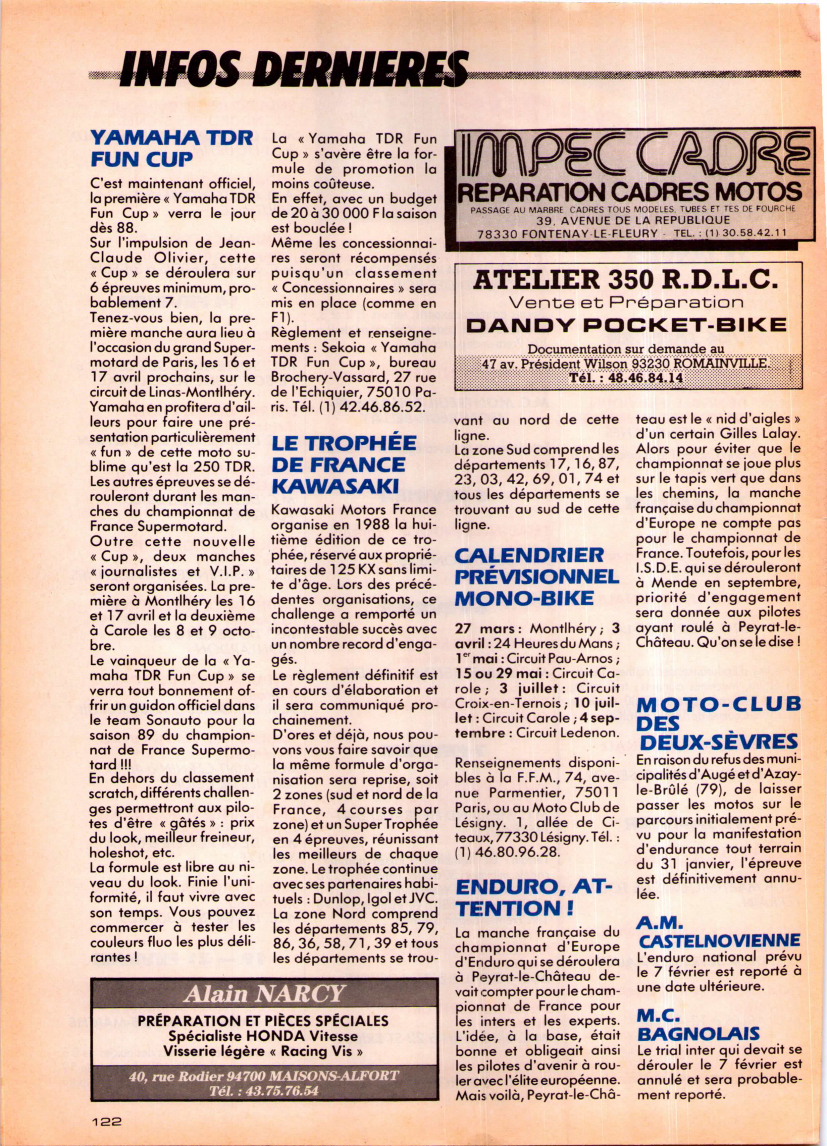 INFOS DERNIERES
YAMAHA TDR
FUN CUP
C'est maintenant officiel,
la première « Yamaha TDR
Fun Cup » verra le jour
dès 88.
Sur l'impulsion de Jean-
Claude Olivier, cette
« Cup » se déroulera sur
6 épreuves minimum, pro-
bablement 7.
Tenez-vous bien, la pre-
mière manche aura lieu à
l'occasion du grand Super-
motard de Paris, les 16 et
17 avril prochains, sur le
circuit de Linas-Montlhéry.
Yamaha en profitera d'ail-
leurs pour faire une pré-
sentation particulièrement
« fun » de cette moto su-
blime qu'est la 250 TDR.
Les autres épreuves se dé-
rouleront durant les man-
ches du championnat de
France Supermotard.
Outre cette nouvelle
« Cup », deux manches
« journalistes et V.I.P. »
seront organisées. La pre-
mière à Montlhéry les 16
et 17 avril et la deuxième
à Carole les 8 et 9 octo-
bre.
Le vainqueur de la « Ya-
maha TDR Fun Cup » se
verra tout bonnement of-
frir un guidon officiel dans
le team Sonauto pour la
saison 89 du champion-
nat de France Supermo-
tard !!!
En dehors du classement
scratch, différents challen-
ges permettront aux pilo-
tes d'être « gâtés » : prix
du look, meilleur freineur,
holeshot, etc.
La formule est libre au ni-
veau du look. Finie l'uni-
formité, il faut vivre avec
son temps. Vous pouvez
commercer à tester les
couleurs fluo les plus déli-
rantes !
La « Yamaha TDR Fun
Cup » s'avère être la for-
mule de promotion la
moins coûteuse.
En effet, avec un budget
de 20 à 30 000 F la saison
est bouclée !
Même les concessionnai-
res seront récompensés
puisqu'un classement
« Concessionnaires » sera
mis en place (comme en
F1).
Règlement et renseigne-
ments : Sekoia « Yamaha
TDR Fun Cup », bureau
Brochery-Vassard, 27 rue
de l'Echiquier, 75010 Pa-
ris. Tél. (1) 42.46.86.52.
LE TROPHÉE
DE FRANCE
KAWASAKI
Kawasaki Motors France
organise en 1988 la hui-
tième édition de ce tro-
phée, réservé aux proprié-
taires de 125 KX sans limi-
te d'âge. Lors des précé-
dentes organisations, ce
challenge a remporté un
incontestable succès avec
un nombre record d'enga-
gés.
Le règlement définitif est
en cours d'élaboration et
il sera communiqué pro-
chainement.
D'ores et déjà, nous pou-
vons vous faire savoir que
la même formule d'orga-
nisation sera reprise, soit
2 zones (sud et nord de la
France, 4 courses par
zone) et un Super Trophée
en 4 épreuves, réunissant
les meilleurs de chaque
zone. Le trophée continue
avec ses partenaires habi-
tuels : Dunlop, Igol et JVC.
La zone Nord comprend
les départements 85, 79,
86, 36, 58, 71, 39 et tous
les départements se trou-
IMPEC CADRE
REPARATION CADRES MOTOS
PASSAGE AU MARBRE CADRES TOUS MODELES, TUBES ET TES DE FOURCHE
39, AVENUE DE LA REPUBLIQUE
78330 FONTENAY-LE-FLEURY - TEL. : (1) 30.58.42.11
ATELIER 350 R.D.L.C.
Vente et Préparation
DANDY POCKET-BIKE
Documentation sur demande au
47 av. Président Wilson 93230 ROMAINVILLE.
Tél. : 48.46.84.14
vant au nord de cette
ligne.
La zone Sud comprend les
départements 17, 16, 87,
23, 03, 42, 69, 01, 74 et
tous les départements se
trouvant au sud de cette
ligne.
CALENDRIER
PRÉVISIONNEL
MONO-BIKE
27 mars : Montlhéry ; 3
avril : 24 Heures du Mans ;
1er mai : Circuit Pau-Arnos ;
15 ou 29 mai : Circuit Ca-
role ; 3 juillet : Circuit
Croix-en-Ternois ; 10 juil-
let : Circuit Carole ; 4 sep-
tembre : Circuit Ledenon.
Renseignements disponi-
bles à la F.F.M., 74, ave-
nue Parmentier, 75011
Paris, ou au Moto Club de
Lésigny. 1, allée de Ci-
teaux, 77330 Lésigny. Tél. :
(1) 46.80.96.28.
ENDURO, AT-
TENTION !
La manche française du
championnat d'Europe
d'Enduro qui se déroulera
à Peyrat-le-Château de-
vait compter pour le cham-
pionnat de France pour
les inters et les experts.
L'idée, à la base, était
bonne et obligeait ainsi
les pilotes d'avenir à rou-
ler avec l'élite européenne.
Mais voilà, Peyrat-le-Châ-
teau est le « nid d'aigles »
d'un certain Gilles Lalay.
Alors pour éviter que le
championnat se joue plus
sur le tapis vert que dans
les chemins, la manche
française du championnat
d'Europe ne compte pas
pour le championnat de
France. Toutefois, pour les
I.S.D.E. qui se dérouleront
à Mende en septembre,
priorité d'engagement
sera donnée aux pilotes
ayant roulé à Peyrat-le-
Château. Qu'on se le dise !
MOTO-CLUB
DES
DEUX-SÈVRES
En raison du refus des muni-
cipalités d'Augé et d'Azay-
le-Brûlé (79), de laisser
passer les motos sur le
parcours initialement pré-
vu pour la manifestation
d'endurance tout terrain
du 31 janvier, l'épreuve
est définitivement annu-
lée.
A.M.
CASTELNOVIENNE
L'enduro national prévu
le 7 février est reporté à
une date ultérieure.
M.C.
BAGNOLAIS
Le trial inter qui devait se
dérouler le 7 février est
annulé et sera probable-
ment reporté.
Alain NARCY
PRÉPARATION ET PIÈCES SPÉCIALES
Spécialiste HONDA Vitesse
Visserie légère « Racing Vis »
40, rue Rodier 94700 MAISONS-ALFORT
Tél. : 43.75.76.54
122